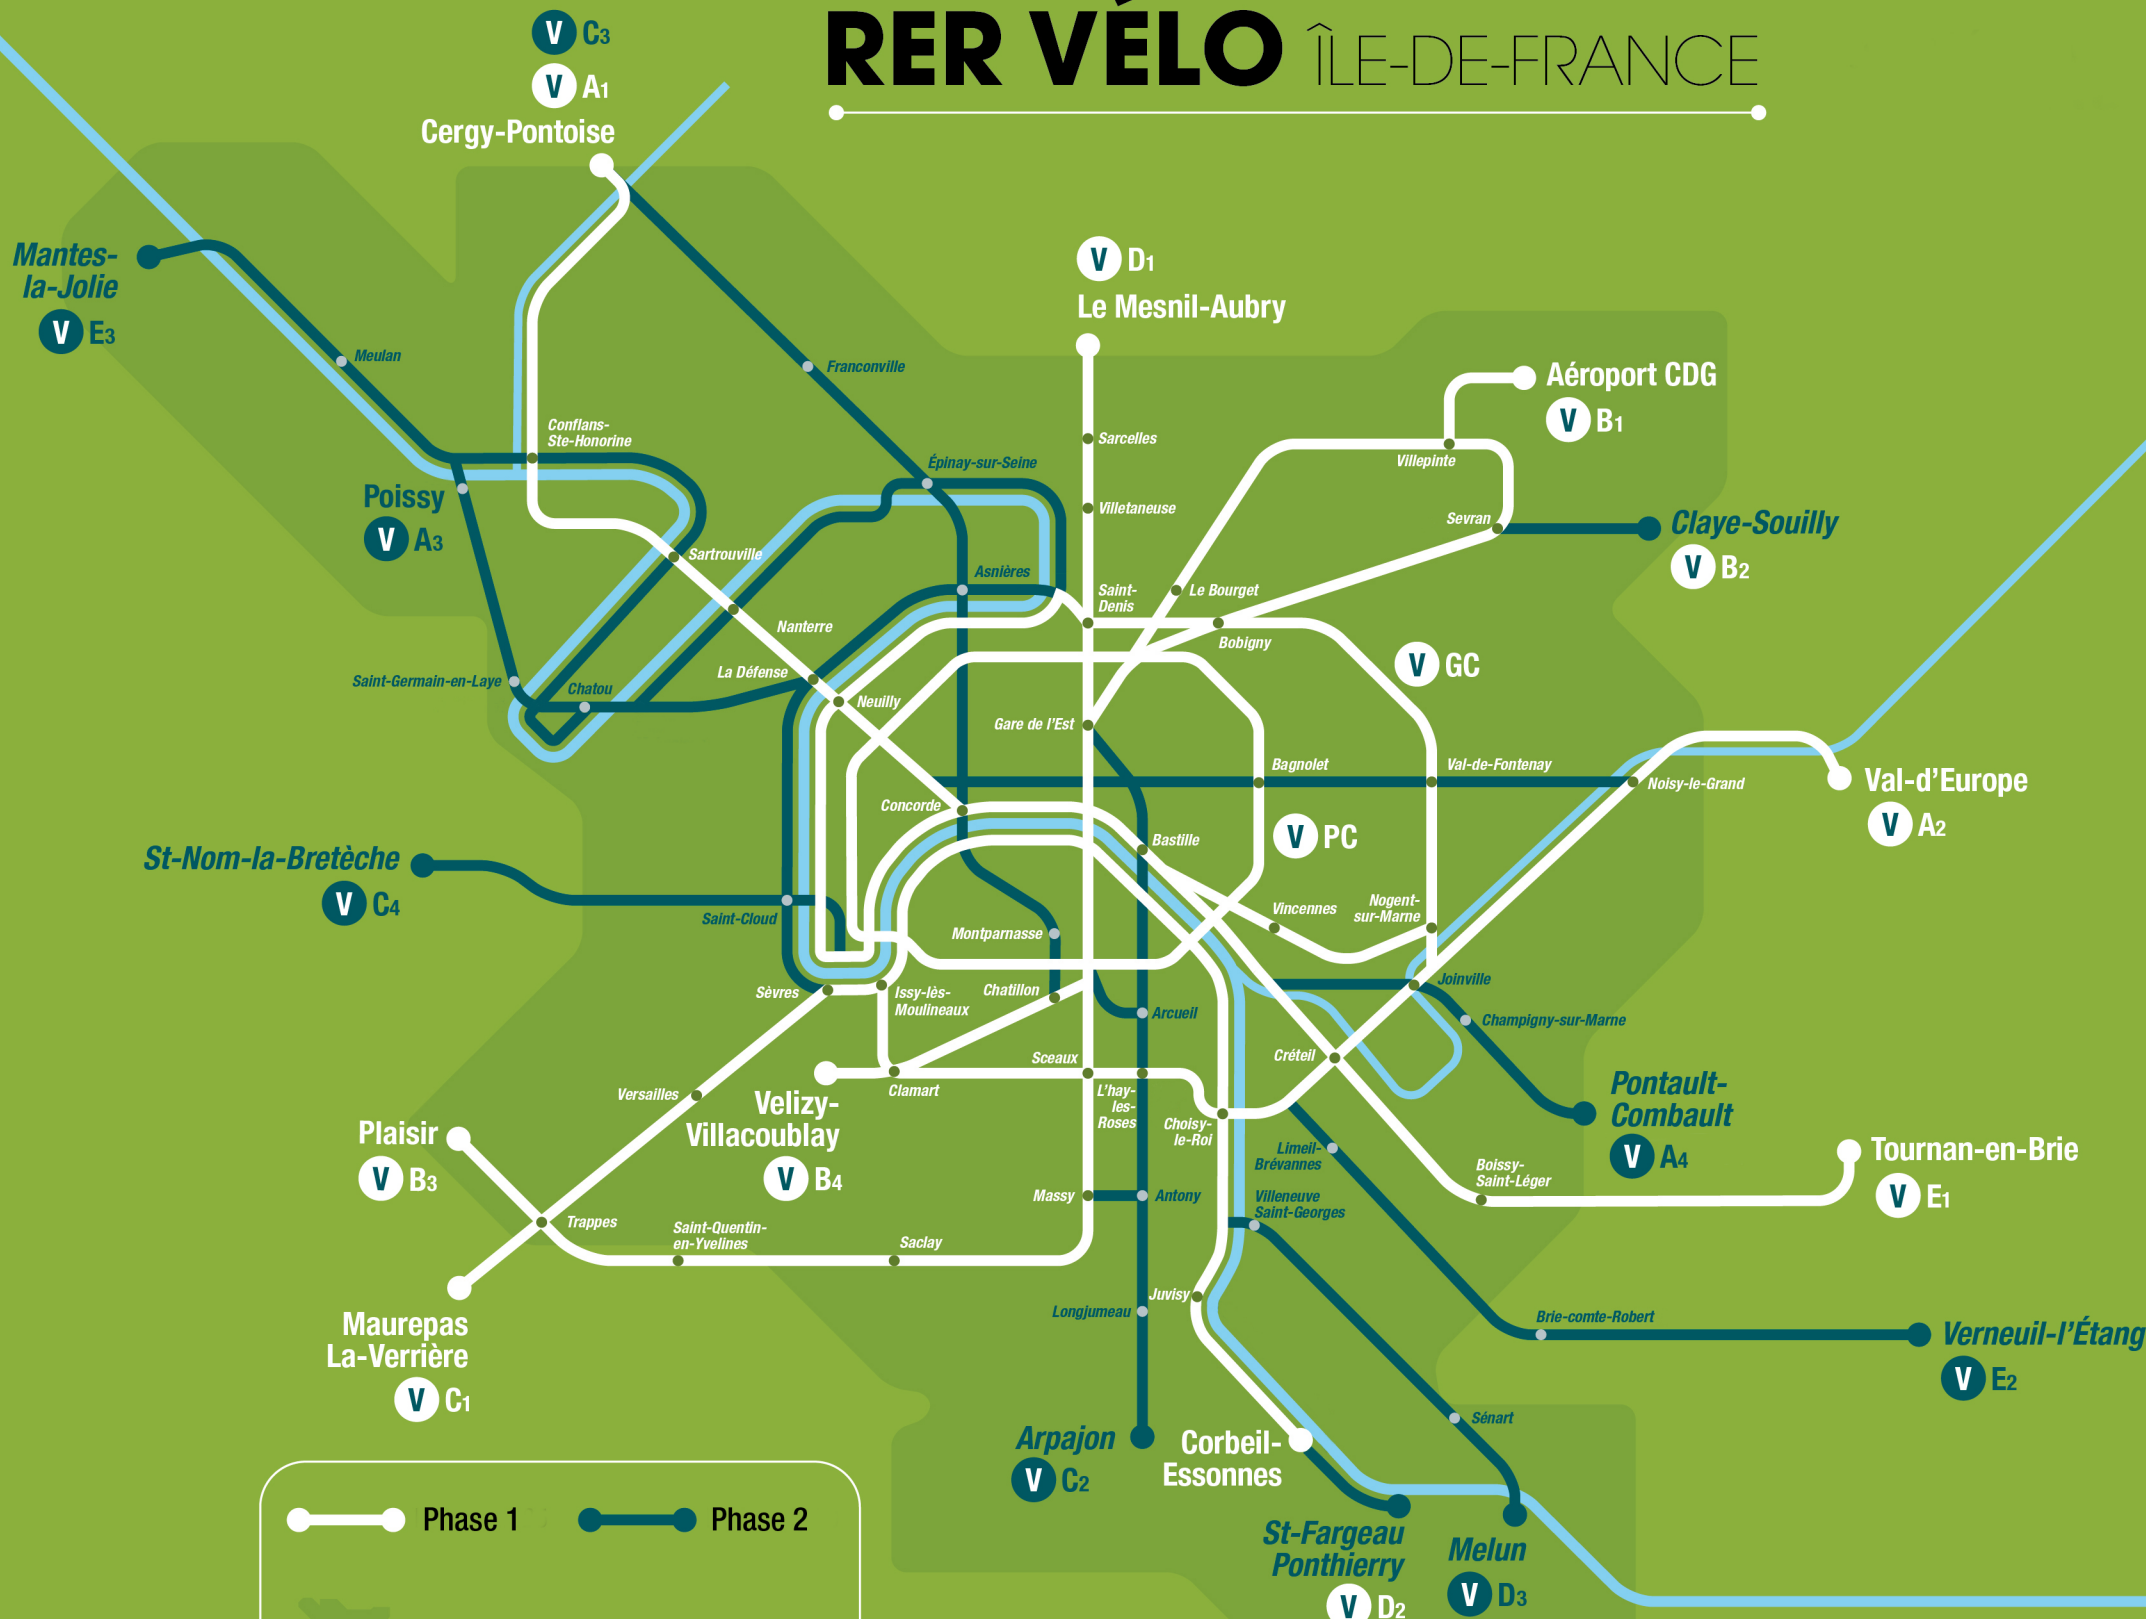 RER VÉLO ÎLE-DE-FRANCE
V C3
V A1
Cergy-Pontoise
Mantes-
la-Jolie
V E3
V D1
Le Mesnil-Aubry
Meulan
Franconville
Aéroport CDG
V B1
Conflans-
Ste-Honorine
Sarcelles
Villepinte
Épinay-sur-Seine
Poissy
V A3
Villetaneuse
Sevran
Claye-Souilly
V B2
Sartrouville
Asnières
Saint-
Denis
Le Bourget
Nanterre
Bobigny
V GC
La Défense
Saint-Germain-en-Laye
Chatou
Neuilly
Gare de l'Est
Bagnolet
Val-de-Fontenay
Noisy-le-Grand
Val-d'Europe
V A2
Concorde
Bastille
V PC
St-Nom-la-Bretèche
V C4
Saint-Cloud
Montparnasse
Vincennes
Nogent-
sur-Marne
Sèvres
Issy-lès-
Moulineaux
Chatillon
Joinville
Arcueil
Champigny-sur-Marne
Sceaux
Créteil
Versailles
Velizy-
Villacoublay
V B4
Clamart
L'hay-
les-
Roses
Choisy-
le-Roi
Pontault-
Combault
V A4
Plaisir
V B3
Limeil-
Brévannes
Tournan-en-Brie
V E1
Boissy-
Saint-Léger
Massy
Antony
Villeneuve
Saint-Georges
Trappes
Saint-Quentin-
en-Yvelines
Saclay
Juvisy
Longjumeau
Brie-comte-Robert
Verneuil-l'Étang
V E2
Maurepas
La-Verrière
V C1
Sénart
Arpajon
V C2
Corbeil-
Essonnes
Phase 1
Phase 2
St-Fargeau
Ponthierry
V D2
Melun
V D3